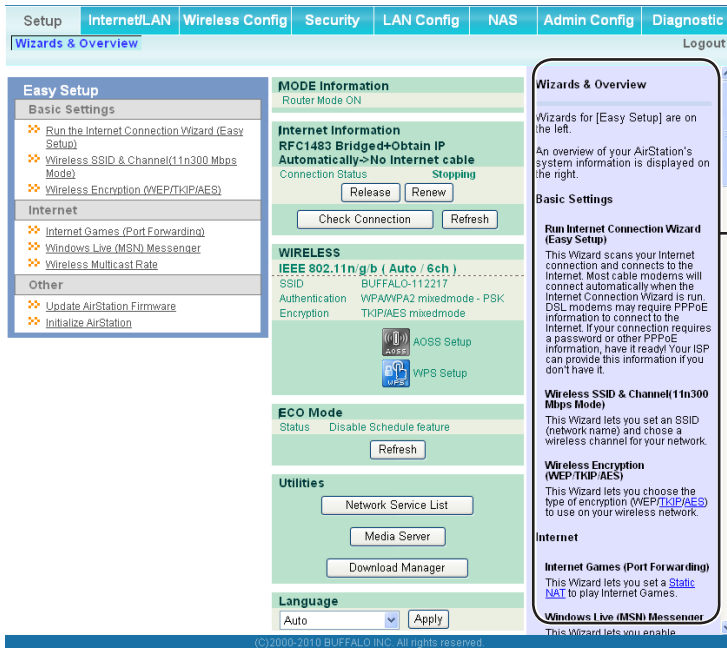 Setup Internet/LAN Wireless Config Security LAN Config NAS Admin Config Diagnostic
Wizards & Overview
Logout
Easy Setup
Basic Settings
Run the Internet Connection Wizard (Easy
Setup)
Wireless SSID & Channel(11n300 Mbps
Mode)
Wireless Encryption (WEP/TKIP/AES)
Internet
Internet Games (Port Forwarding)
Windows Live (MSN) Messenger
Wireless Multicast Rate
Other
Update AirStation Firmware
Initialize AirStation
MODE Information
Router Mode ON
Internet Information
RFC1483 Bridged+Obtain IP
Automatically->No Internet cable
Connection Status Stopping
Release Renew
Check Connection Refresh
WIRELESS
IEEE 802.11n/g/b ( Auto / 6ch )
SSID BUFFALO-112217
Authentication WPA/WPA2 mixedmode - PSK
Encryption TKIP/AES mixedmode
AOSS AOSS Setup
WPS WPS Setup
ECO Mode
Status Disable Schedule feature
Refresh
Utilities
Network Service List
Media Server
Download Manager
Language
Auto Apply
Wizards & Overview
Wizards for [Easy Setup] are on
the left.
An overview of your AirStation's
system information is displayed on
the right.
Basic Settings
Run Internet Connection Wizard
(Easy Setup)
This Wizard scans your Internet
connection and connects to the
Internet. Most cable modems will
connect automatically when the
Internet Connection Wizard is run.
DSL modems may require PPPoE
information to connect to the
Internet. If your connection requires
a password or other PPPoE
information, have it ready! Your ISP
can provide this information if you
don't have it.
Wireless SSID & Channel(11n300
Mbps Mode)
This Wizard lets you set an SSID
(network name) and chose a
wireless channel for your network.
Wireless Encryption
(WEP/TKIP/AES)
This Wizard lets you choose the
type of encryption (WEP/TKIP/AES)
to use on your wireless network.
Internet
Internet Games (Port Forwarding)
This Wizard lets you set a Static
NAT to play Internet Games.
Windows Live (MSN) Messenger
This Wizard lets you enable
(C)2000-2010 BUFFALO INC. All rights reserved.